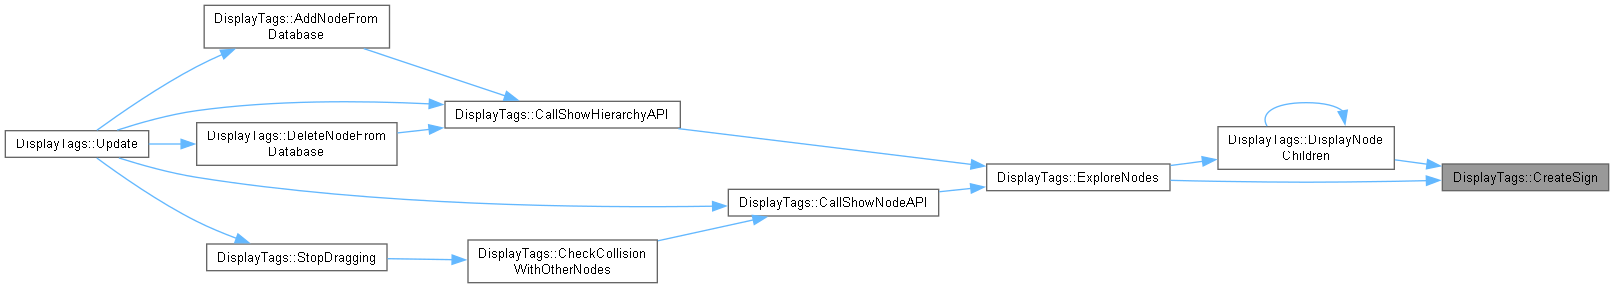 DisplayTags::AddNodeFrom
Database
DisplayTags::CallShowHierarchyAPI
DisplayTags::DeleteNodeFrom
Database
DisplayTags::Update
DisplayTags::DisplayNode
Children
DisplayTags::ExploreNodes
DisplayTags::CreateSign
DisplayTags::CallShowNodeAPI
DisplayTags::StopDragging
DisplayTags::CheckCollision
WithOtherNodes